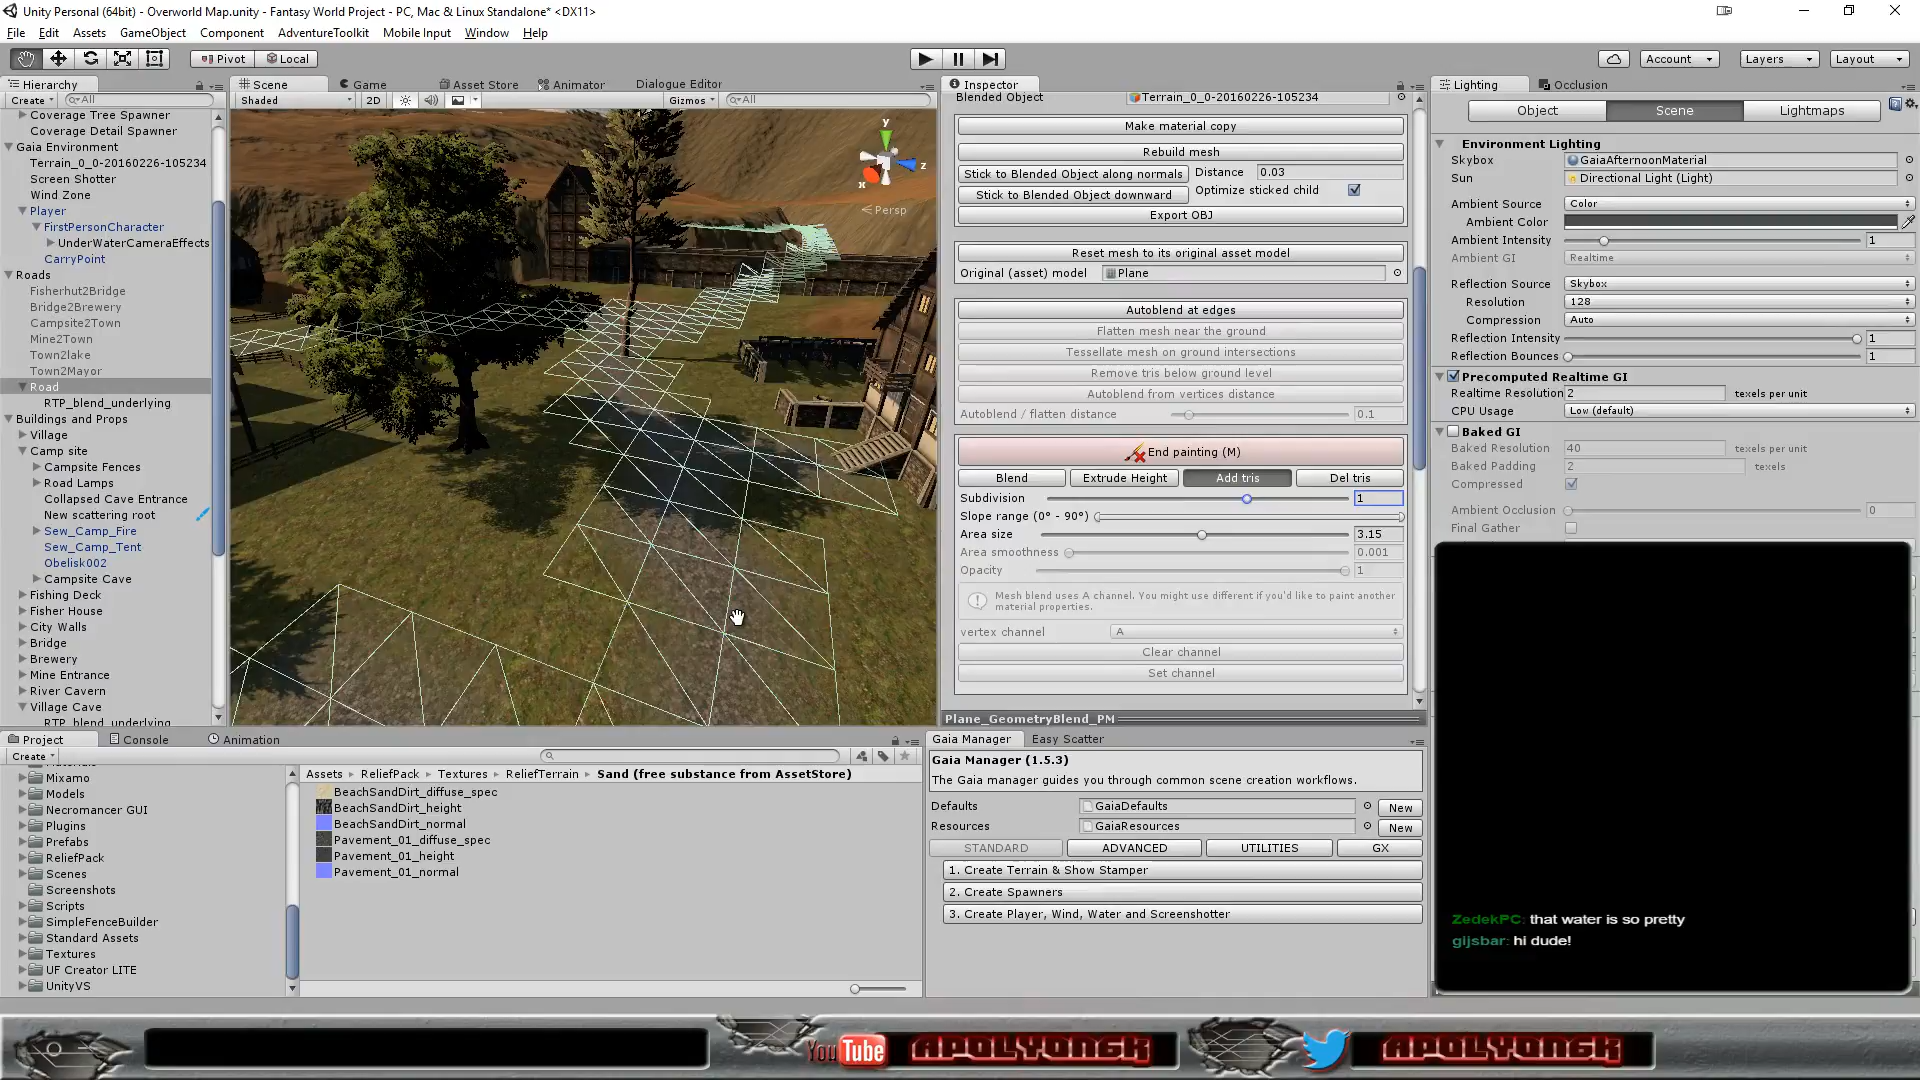 Unity Personal (64bit) - Overworld Map.unity - Fantasy World Project - PC, Mac & Linux Standalone* <DX11>
File Edit Assets GameObject Component AdventureToolkit Mobile Input Window Help
Pivot Local Account Layers Layout
Hierarchy
Create All
Coverage Tree Spawner
Coverage Detail Spawner
Gaia Environment
Terrain_0_0-20160226-105234
Screen Shotter
Wind Zone
Player
FirstPersonCharacter
UnderWaterCameraEffects
CarryPoint
Roads
Fisherhut2Bridge
Bridge2Brewery
Campsite2Town
Mine2Town
Town2lake
Town2Mayor
Road
RTP_blend_underlying
Buildings and Props
Village
Camp site
Campsite Fences
Road Lamps
Collapsed Cave Entrance
New scattering root
Sew_Camp_Fire
Sew_Camp_Tent
Obelisk002
Campsite Cave
Fishing Deck
Fisher House
City Walls
Bridge
Brewery
Mine Entrance
River Cavern
Village Cave
RTP_blend_underlying
Scene Game Asset Store Animator Dialogue Editor
Shaded 2D Gizmos All
y
z
x
Persp
Inspector
Blended Object Terrain_0_0-20160226-105234
Make material copy
Rebuild mesh
Stick to Blended Object along normals Distance 0.03
Stick to Blended Object downward Optimize sticked child
Export OBJ
Reset mesh to its original asset model
Original (asset) model Plane
Autoblend at edges
Flatten mesh near the ground
Tessellate mesh on ground intersections
Remove tris below ground level
Autoblend from vertices distance
Autoblend / flatten distance 0.1
End painting (M)
Blend Extrude Height Add tris Del tris
Subdivision 1
Slope range (0° - 90°)
Area size 3.15
Area smoothness 0.001
Opacity 1
Mesh blend uses A channel. You might use different if you'd like to paint another
material properties.
vertex channel A
Clear channel
Set channel
Plane_GeometryBlend_PM
Lighting Occlusion
Object Scene Lightmaps
Environment Lighting
Skybox GaiaAfternoonMaterial
Sun Directional Light (Light)
Ambient Source Color
Ambient Color
Ambient Intensity 1
Ambient GI Realtime
Reflection Source Skybox
Resolution 128
Compression Auto
Reflection Intensity 1
Reflection Bounces 1
Precomputed Realtime GI
Realtime Resolution 2 texels per unit
CPU Usage Low (default)
Baked GI
Baked Resolution 40 texels per unit
Baked Padding 2 texels
Compressed
Ambient Occlusion 0
Final Gather
ZedekPC: that water is so pretty
gijsbar: hi dude!
Project Console Animation
Create
Mixamo
Models
Necromancer GUI
Plugins
Prefabs
ReliefPack
Scenes
Screenshots
Scripts
SimpleFenceBuilder
Standard Assets
Textures
UF Creator LITE
UnityVS
Assets ReliefPack Textures ReliefTerrain Sand (free substance from AssetStore)
BeachSandDirt_diffuse_spec
BeachSandDirt_height
BeachSandDirt_normal
Pavement_01_diffuse_spec
Pavement_01_height
Pavement_01_normal
Gaia Manager Easy Scatter
Gaia Manager (1.5.3)
The Gaia manager guides you through common scene creation workflows.
Defaults GaiaDefaults New
Resources GaiaResources New
STANDARD ADVANCED UTILITIES GX
1. Create Terrain & Show Stamper
2. Create Spawners
3. Create Player, Wind, Water and Screenshotter
YouTube APOLYONGK APOLYONGK